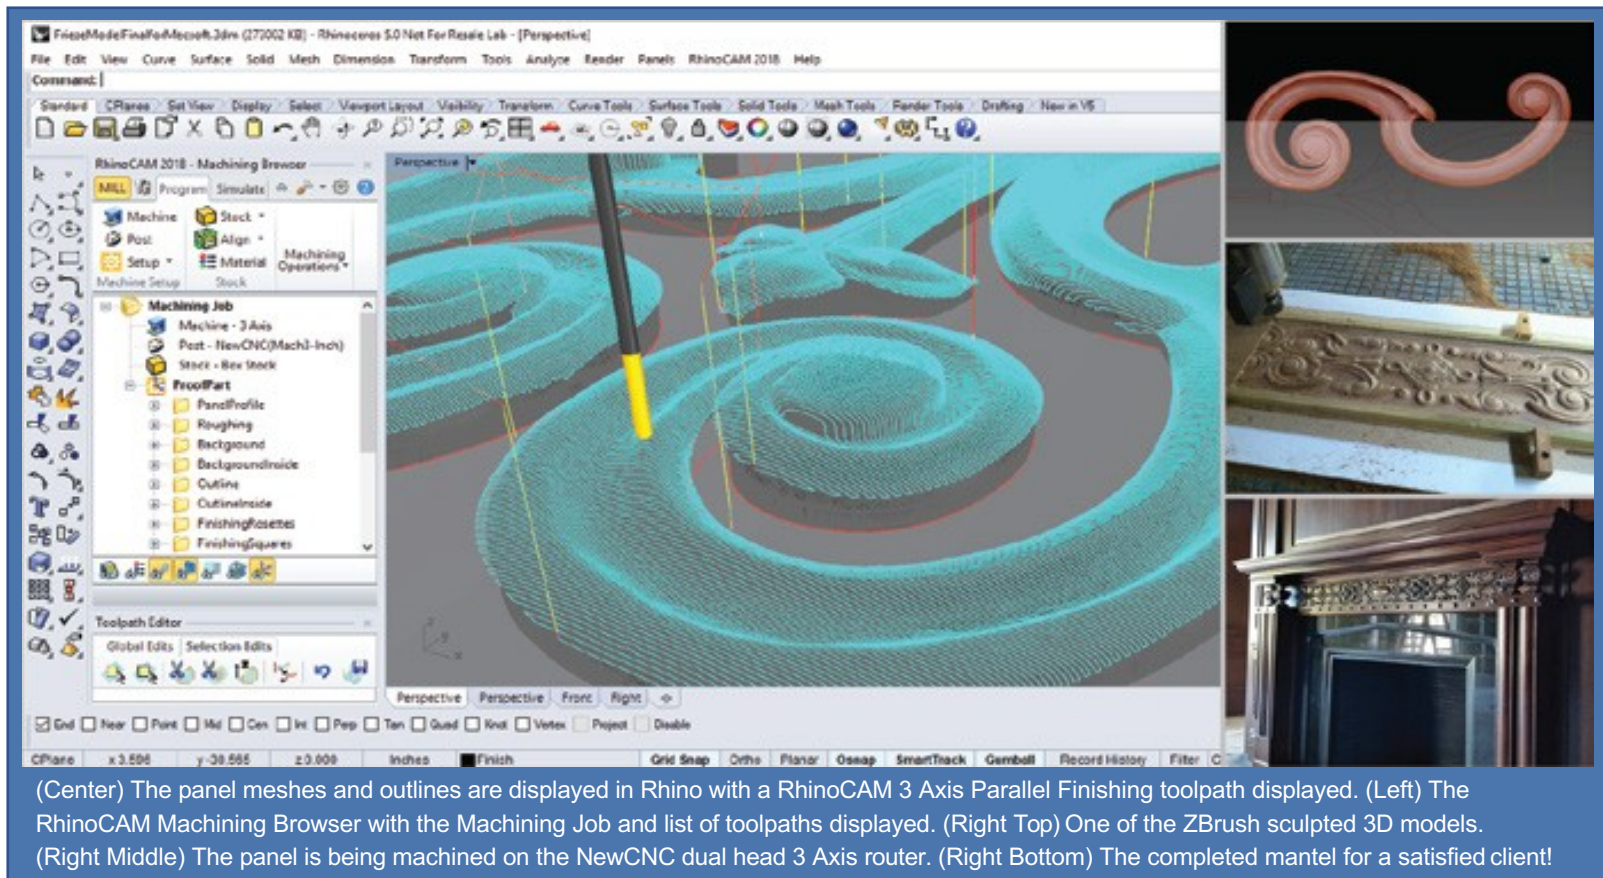 FriezeModelFinalforMecsoft.3dm (273002 KB) - Rhinoceros 5.0 Not For Resale Lab - [Perspective]
File Edit View Curve Surface Solid Mesh Dimension Transform Tools Analyze Render Panels RhinoCAM 2018 Help
Command:
Standard CPlanes Set View Display Select Viewport Layout Visibility Transform Curve Tools Surface Tools Solid Tools Mesh Tools Render Tools Drafting New in V5
RhinoCAM 2018 - Machining Browser
MILL Program Simulate
Machine Stock
Post Align
Setup Material Machining Operations
Machine Setup Stock
Machining Job
Machine - 3 Axis
Post - NewCNC(Mach3-Inch)
Stock - Box Stock
ProofPart
PanelProfile
Roughing
Background
BackgroundInside
Outline
OutlineInside
FinishingRosettes
FinishingSquares
Toolpath Editor
Global Edits Selection Edits
Perspective
z y x
Perspective Perspective Front Right
End Near Point Mid Cen Int Perp Tan Quad Knot Vertex Project Disable
CPlane x 3.596 y -30.565 z 0.000 Inches Finish Grid Snap Ortho Planar Osnap SmartTrack Gumball Record History Filter C
(Center) The panel meshes and outlines are displayed in Rhino with a RhinoCAM 3 Axis Parallel Finishing toolpath displayed. (Left) The
RhinoCAM Machining Browser with the Machining Job and list of toolpaths displayed. (Right Top) One of the ZBrush sculpted 3D models.
(Right Middle) The panel is being machined on the NewCNC dual head 3 Axis router. (Right Bottom) The completed mantel for a satisfied client!